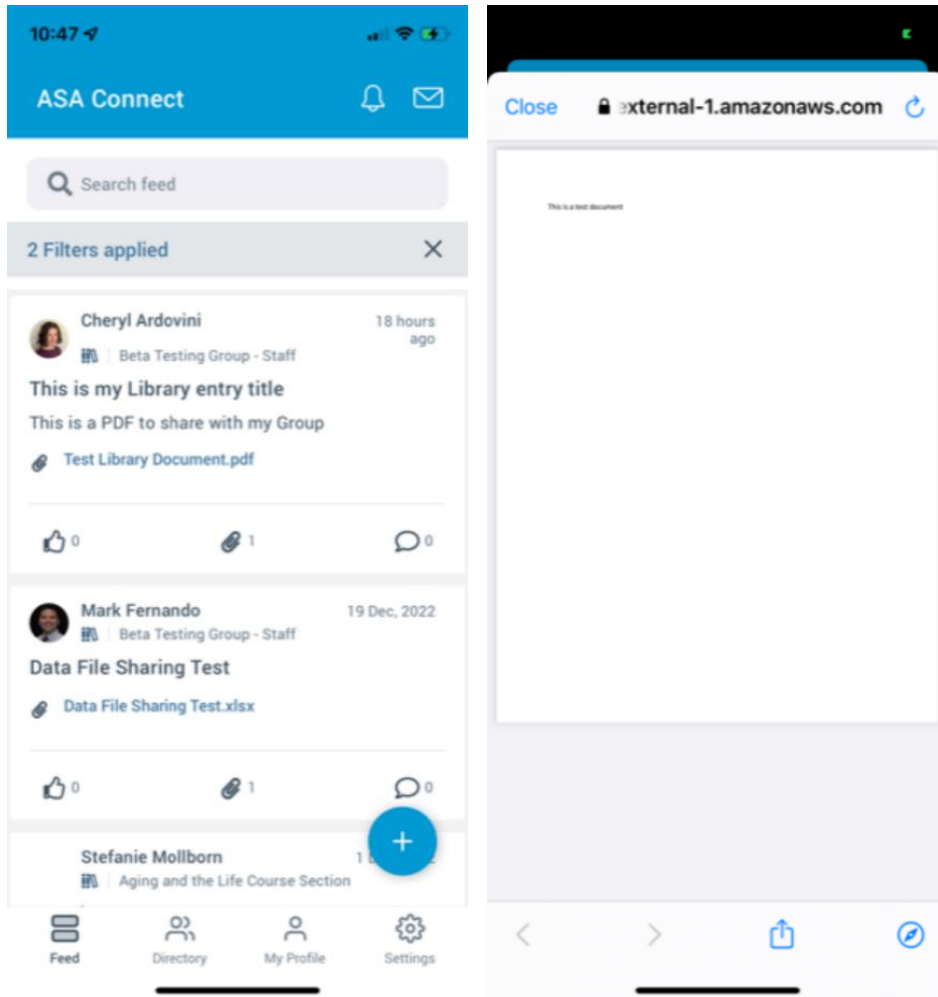 10:47
ASA Connect
Search feed
2 Filters applied
Cheryl Ardovini
18 hours
ago
Beta Testing Group - Staff
This is my Library entry title
This is a PDF to share with my Group
Test Library Document.pdf
0
1
0
Mark Fernando
19 Dec, 2022
Beta Testing Group - Staff
Data File Sharing Test
Data File Sharing Test.xlsx
0
1
0
+
Stefanie Mollborn
Aging and the Life Course Section
Feed
Directory
My Profile
Settings
Close
external-1.amazonaws.com
This is a test document